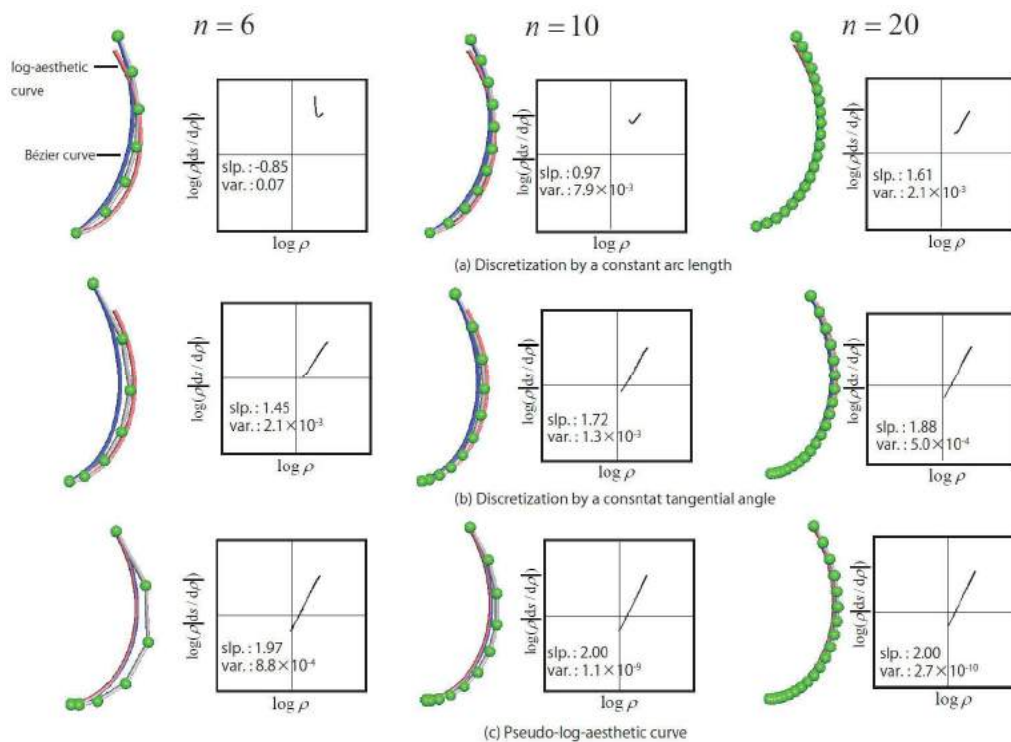 n = 6
n = 10
n = 20
log-aesthetic
curve
Bézier curve
log(ρ|ds/dρ|)
slp. : -0.85
var. : 0.07
log ρ
log(ρ|ds/dρ|)
slp. : 0.97
var. : 7.9×10⁻³
log ρ
log(ρ|ds/dρ|)
slp. : 1.61
var. : 2.1×10⁻³
log ρ
(a) Discretization by a constant arc length
log(ρ|ds/dρ|)
slp. : 1.45
var. : 2.1×10⁻³
log ρ
log(ρ|ds/dρ|)
slp. : 1.72
var. : 1.3×10⁻³
log ρ
log(ρ|ds/dρ|)
slp. : 1.88
var. : 5.0×10⁻⁴
log ρ
(b) Discretization by a consntat tangential angle
log(ρ|ds/dρ|)
slp. : 1.97
var. : 8.8×10⁻⁴
log ρ
log(ρ|ds/dρ|)
slp. : 2.00
var. : 1.1×10⁻⁹
log ρ
log(ρ|ds/dρ|)
slp. : 2.00
var. : 2.7×10⁻¹⁰
log ρ
(c) Pseudo-log-aesthetic curve